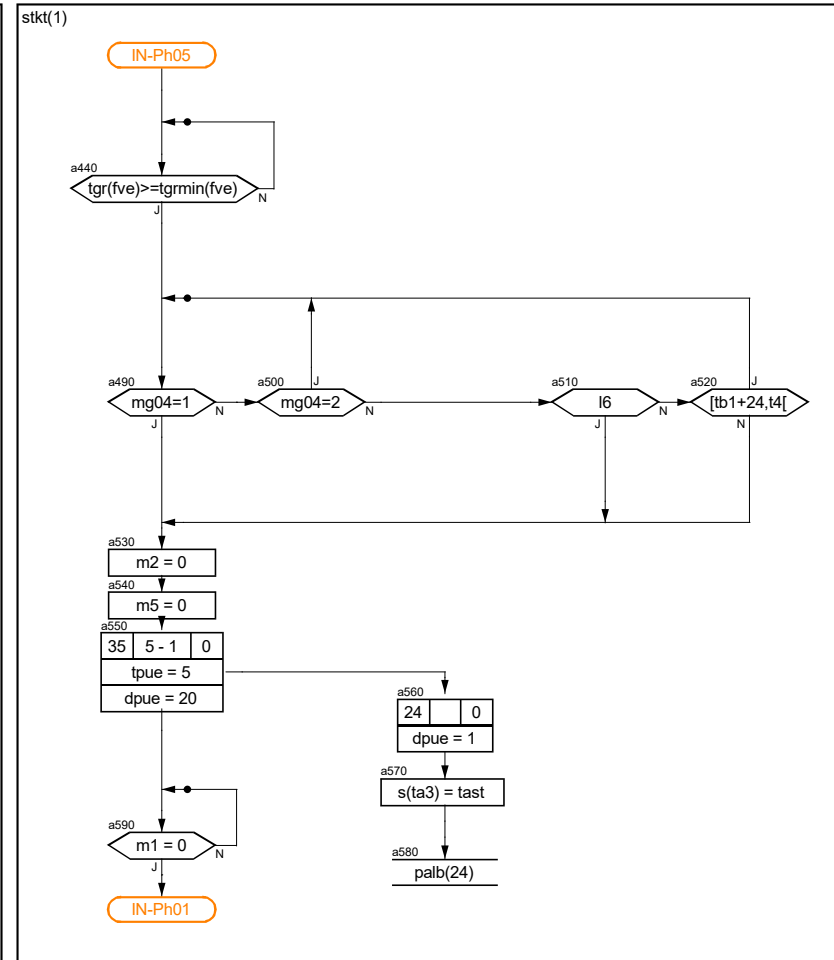 stkt(1)
IN-Ph05
a440
tgr(fve)>=tgrmin(fve)
N
J
a490
mg04=1
N
J
a500
mg04=2
J
N
a510
l6
N
J
a520
[tb1+24,t4[
J
N
a530
m2 = 0
a540
m5 = 0
a550
35 5 - 1 0
tpue = 5
dpue = 20
a560
24 0
dpue = 1
a570
s(ta3) = tast
a580
palb(24)
a590
m1 = 0
N
J
IN-Ph01